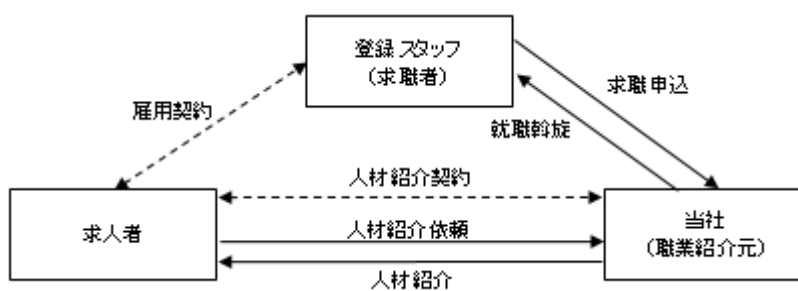 登録スタッフ
(求職者)
求職申込
雇用契約
就職斡旋
人材紹介契約
求人者
人材紹介依頼
当社
(職業紹介元)
人材紹介